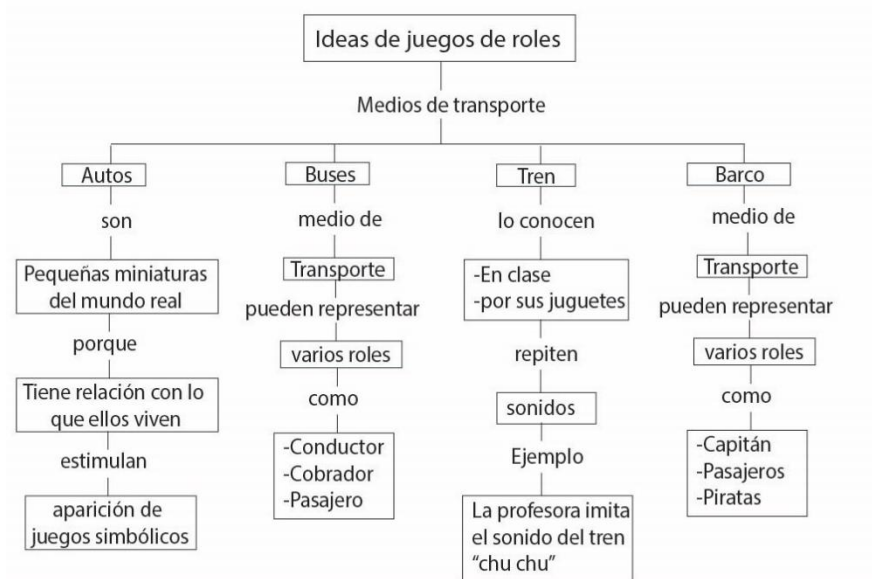 Ideas de juegos de roles
Medios de transporte
Autos
son
Pequeñas miniaturas
del mundo real
porque
Tiene relación con lo
que ellos viven
estimulan
aparición de
juegos simbólicos
Buses
medio de
Transporte
pueden representar
varios roles
como
-Conductor
-Cobrador
-Pasajero
Tren
lo conocen
-En clase
-por sus juguetes
repiten
sonidos
Ejemplo
La profesora imita
el sonido del tren
“chu chu”
Barco
medio de
Transporte
pueden representar
varios roles
como
-Capitán
-Pasajeros
-Piratas